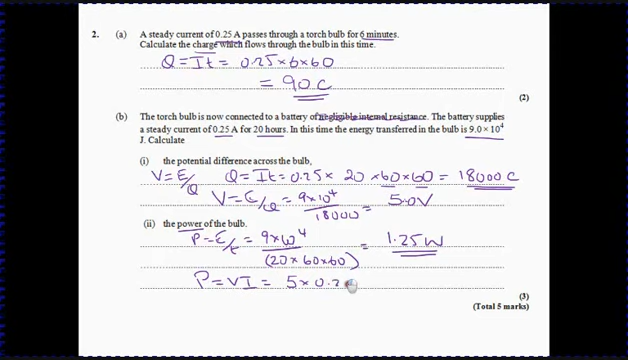 2. (a) A steady current of 0.25 A passes through a torch bulb for 6 minutes.
Calculate the charge which flows through the bulb in this time.
Q = It = 0.25 × 6 × 60
= 90 C
(2)
(b) The torch bulb is now connected to a battery of negligible internal resistance. The battery supplies
a steady current of 0.25 A for 20 hours. In this time the energy transferred in the bulb is 9.0 × 10⁴
J. Calculate
(i) the potential difference across the bulb,
V = E/Q Q = It = 0.25 × 20 × 60 × 60 = 18000 C
V = E/Q = 9×10⁴/18000 = 5.0V
(ii) the power of the bulb.
P = E/t = 9×10⁴/(20×60×60) = 1.25 W
P = VI = 5 × 0.2
(3)
(Total 5 marks)